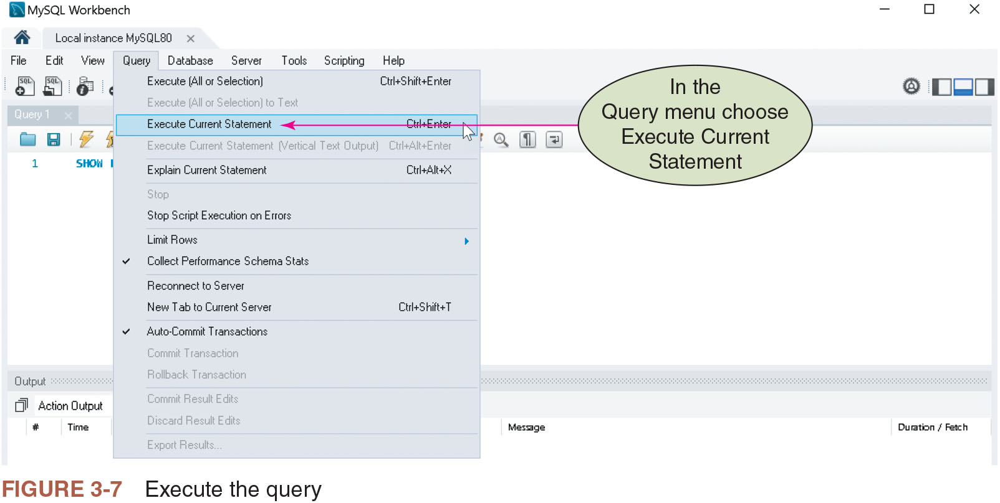 MySQL Workbench
Local instance MySQL80
File Edit View Query Database Server Tools Scripting Help
SQL SQL
Query 1
1 SHOW
Execute (All or Selection) Ctrl+Shift+Enter
Execute (All or Selection) to Text
Execute Current Statement Ctrl+Enter
Execute Current Statement (Vertical Text Output) Ctrl+Alt+Enter
Explain Current Statement Ctrl+Alt+X
Stop
Stop Script Execution on Errors
Limit Rows
Collect Performance Schema Stats
Reconnect to Server
New Tab to Current Server Ctrl+Shift+T
Auto-Commit Transactions
Commit Transaction
Rollback Transaction
Commit Result Edits
Discard Result Edits
Export Results...
In the
Query menu choose
Execute Current
Statement
Output
Action Output
# Time Message Duration / Fetch
FIGURE 3-7 Execute the query